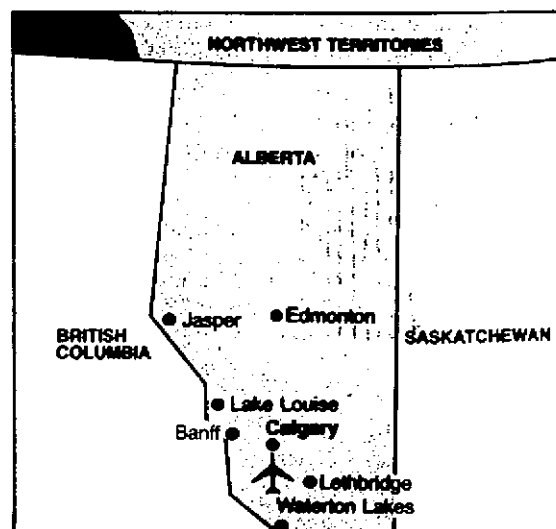 NORTHWEST TERRITORIES
ALBERTA
Jasper
Edmonton
BRITISH
COLUMBIA
SASKATCHEWAN
Lake Louise
Banff
Calgary
Lethbridge
Waterton Lakes